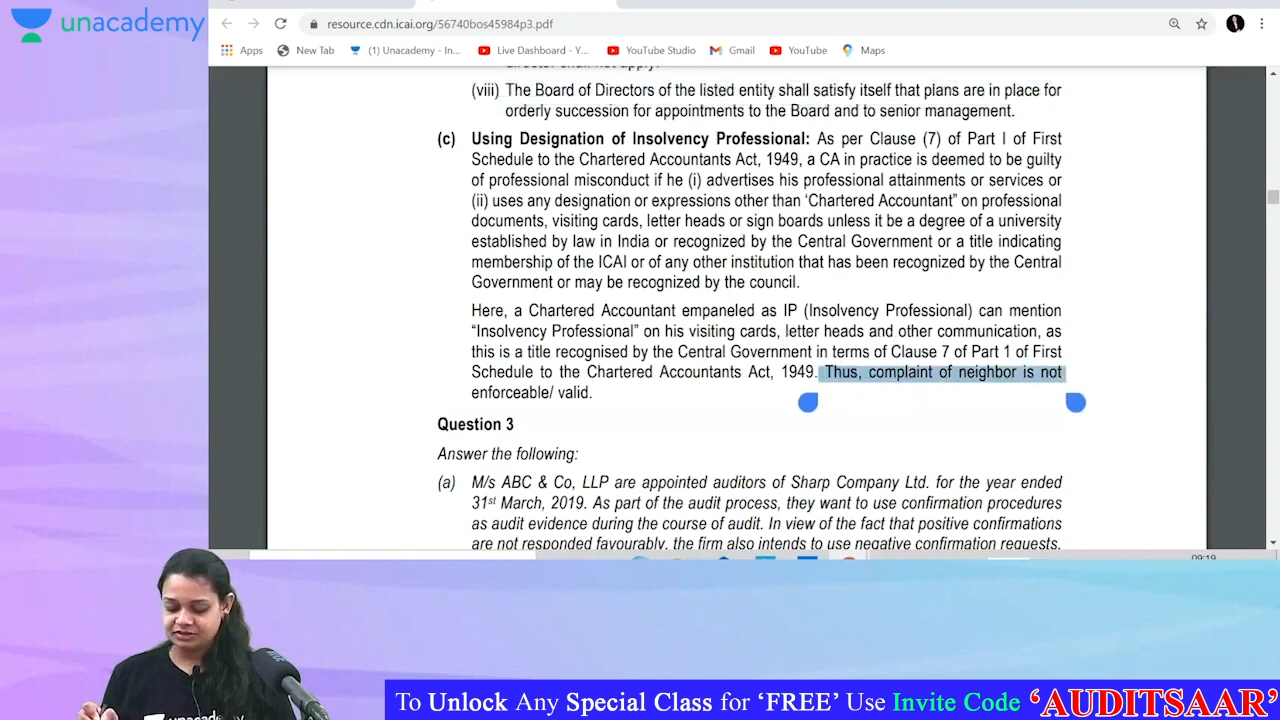 unacademy
resource.cdn.icai.org/56740bos45984p3.pdf
Apps New Tab (1) Unacademy - In... Live Dashboard - Y... YouTube Studio Gmail YouTube Maps
(viii) The Board of Directors of the listed entity shall satisfy itself that plans are in place for
orderly succession for appointments to the Board and to senior management.
(c) Using Designation of Insolvency Professional: As per Clause (7) of Part I of First
Schedule to the Chartered Accountants Act, 1949, a CA in practice is deemed to be guilty
of professional misconduct if he (i) advertises his professional attainments or services or
(ii) uses any designation or expressions other than ‘Chartered Accountant” on professional
documents, visiting cards, letter heads or sign boards unless it be a degree of a university
established by law in India or recognized by the Central Government or a title indicating
membership of the ICAI or of any other institution that has been recognized by the Central
Government or may be recognized by the council.
Here, a Chartered Accountant empaneled as IP (Insolvency Professional) can mention
“Insolvency Professional” on his visiting cards, letter heads and other communication, as
this is a title recognised by the Central Government in terms of Clause 7 of Part 1 of First
Schedule to the Chartered Accountants Act, 1949. Thus, complaint of neighbor is not
enforceable/ valid.
Question 3
Answer the following:
(a) M/s ABC & Co, LLP are appointed auditors of Sharp Company Ltd. for the year ended
31st March, 2019. As part of the audit process, they want to use confirmation procedures
as audit evidence during the course of audit. In view of the fact that positive confirmations
are not responded favourably, the firm also intends to use negative confirmation requests.
09:19
unacademy
To Unlock Any Special Class for ‘FREE’ Use Invite Code ‘AUDITSAAR’